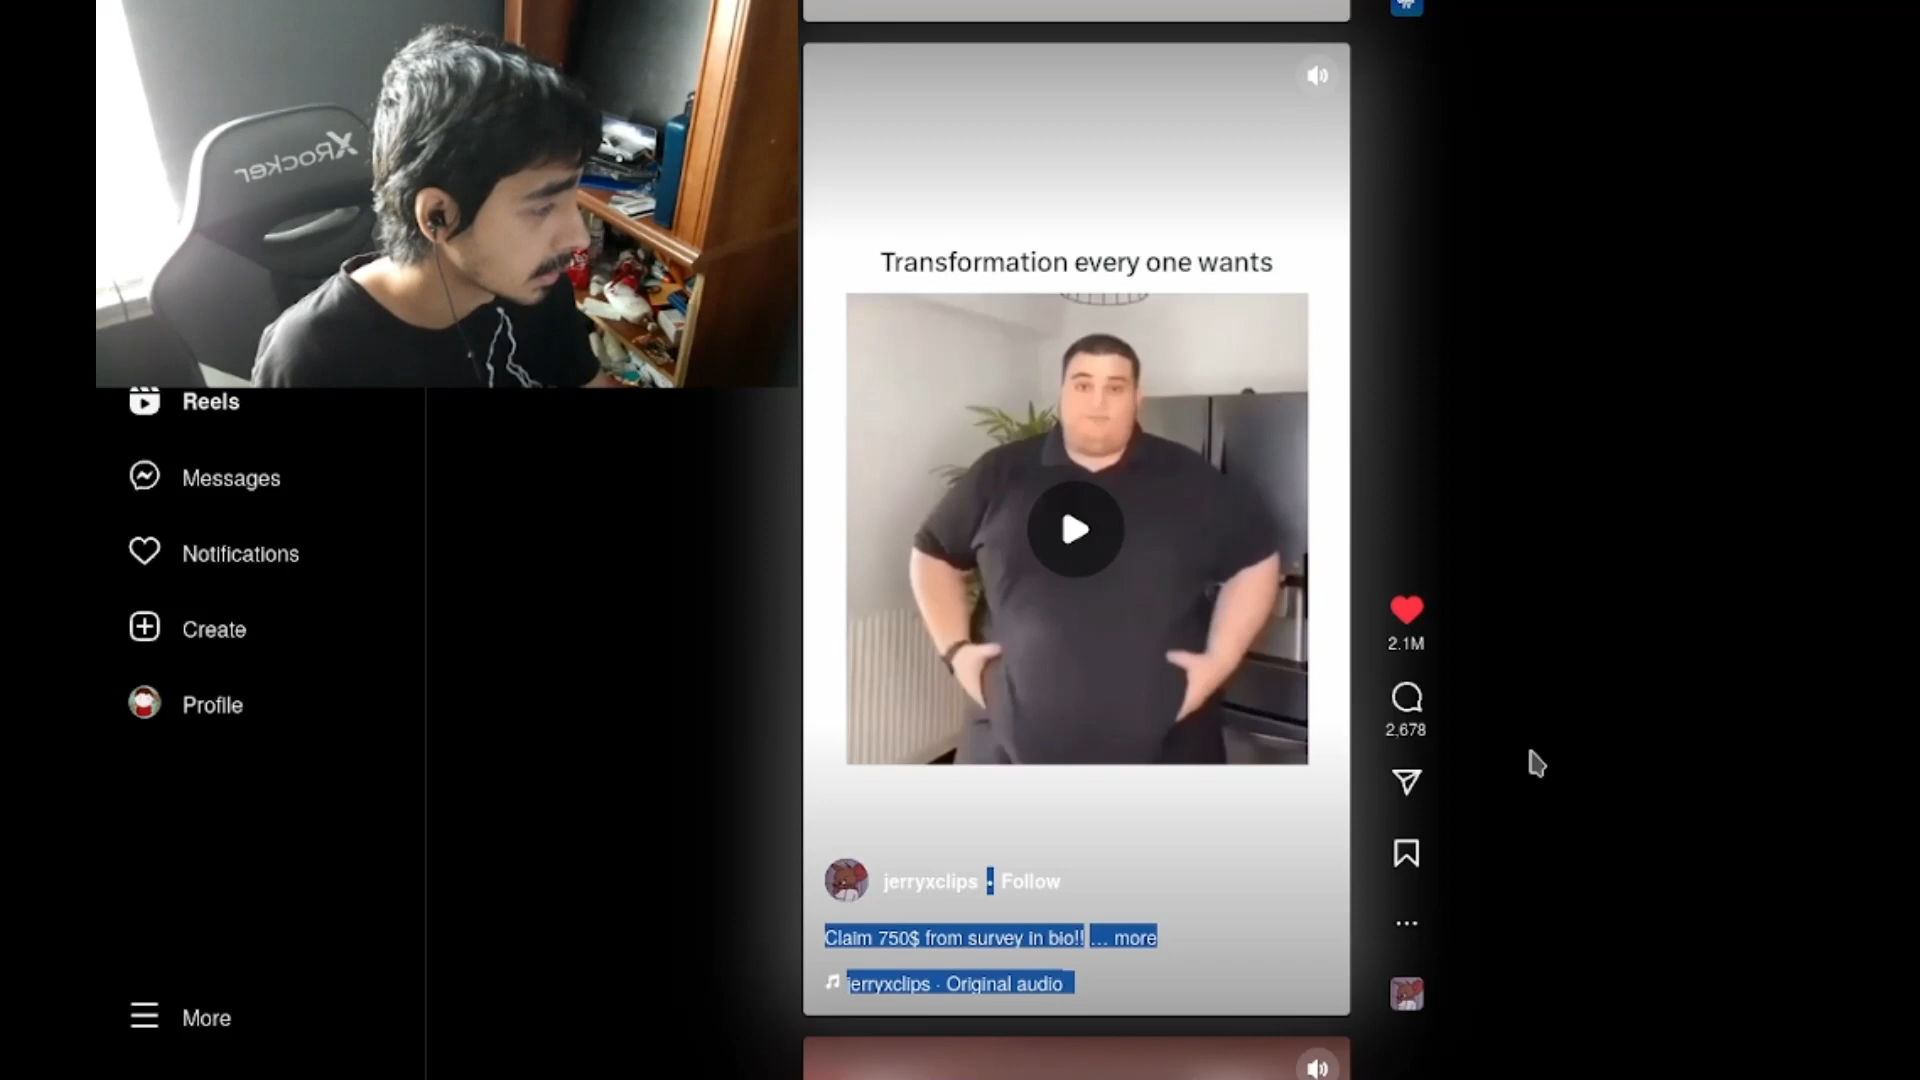 XRocker
Transformation every one wants
Reels
Messages
Notifications
Create
Profile
More
2.1M
2,678
jerryxclips • Follow
Claim 750$ from survey in bio!! ... more
jerryxclips · Original audio